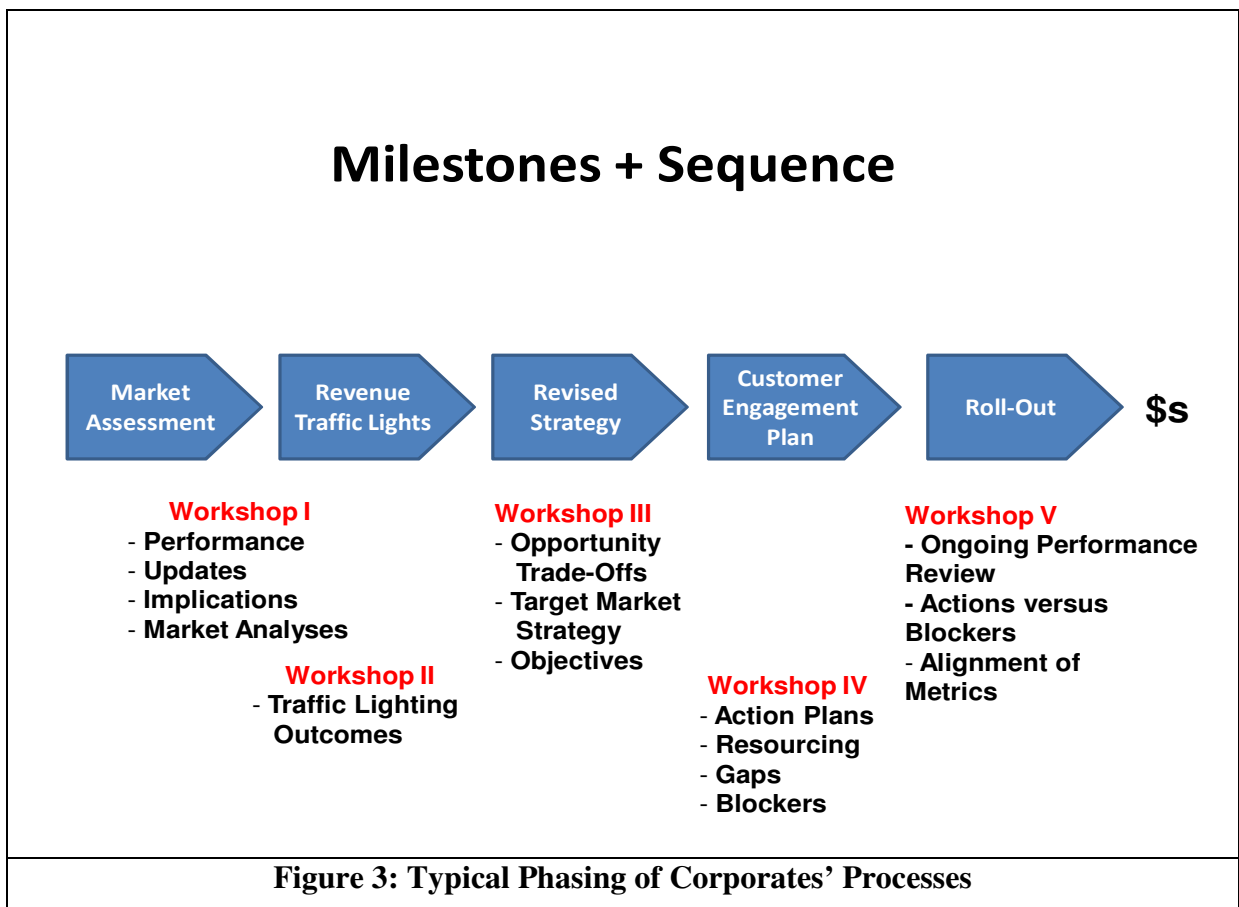 Milestones + Sequence
Market
Assessment
Revenue
Traffic Lights
Revised
Strategy
Customer
Engagement
Plan
Roll-Out
$s
Workshop I
- Performance
- Updates
- Implications
- Market Analyses
Workshop II
- Traffic Lighting
Outcomes
Workshop III
- Opportunity
Trade-Offs
- Target Market
Strategy
- Objectives
Workshop IV
- Action Plans
- Resourcing
- Gaps
- Blockers
Workshop V
- Ongoing Performance
Review
- Actions versus
Blockers
- Alignment of
Metrics
Figure 3: Typical Phasing of Corporates’ Processes